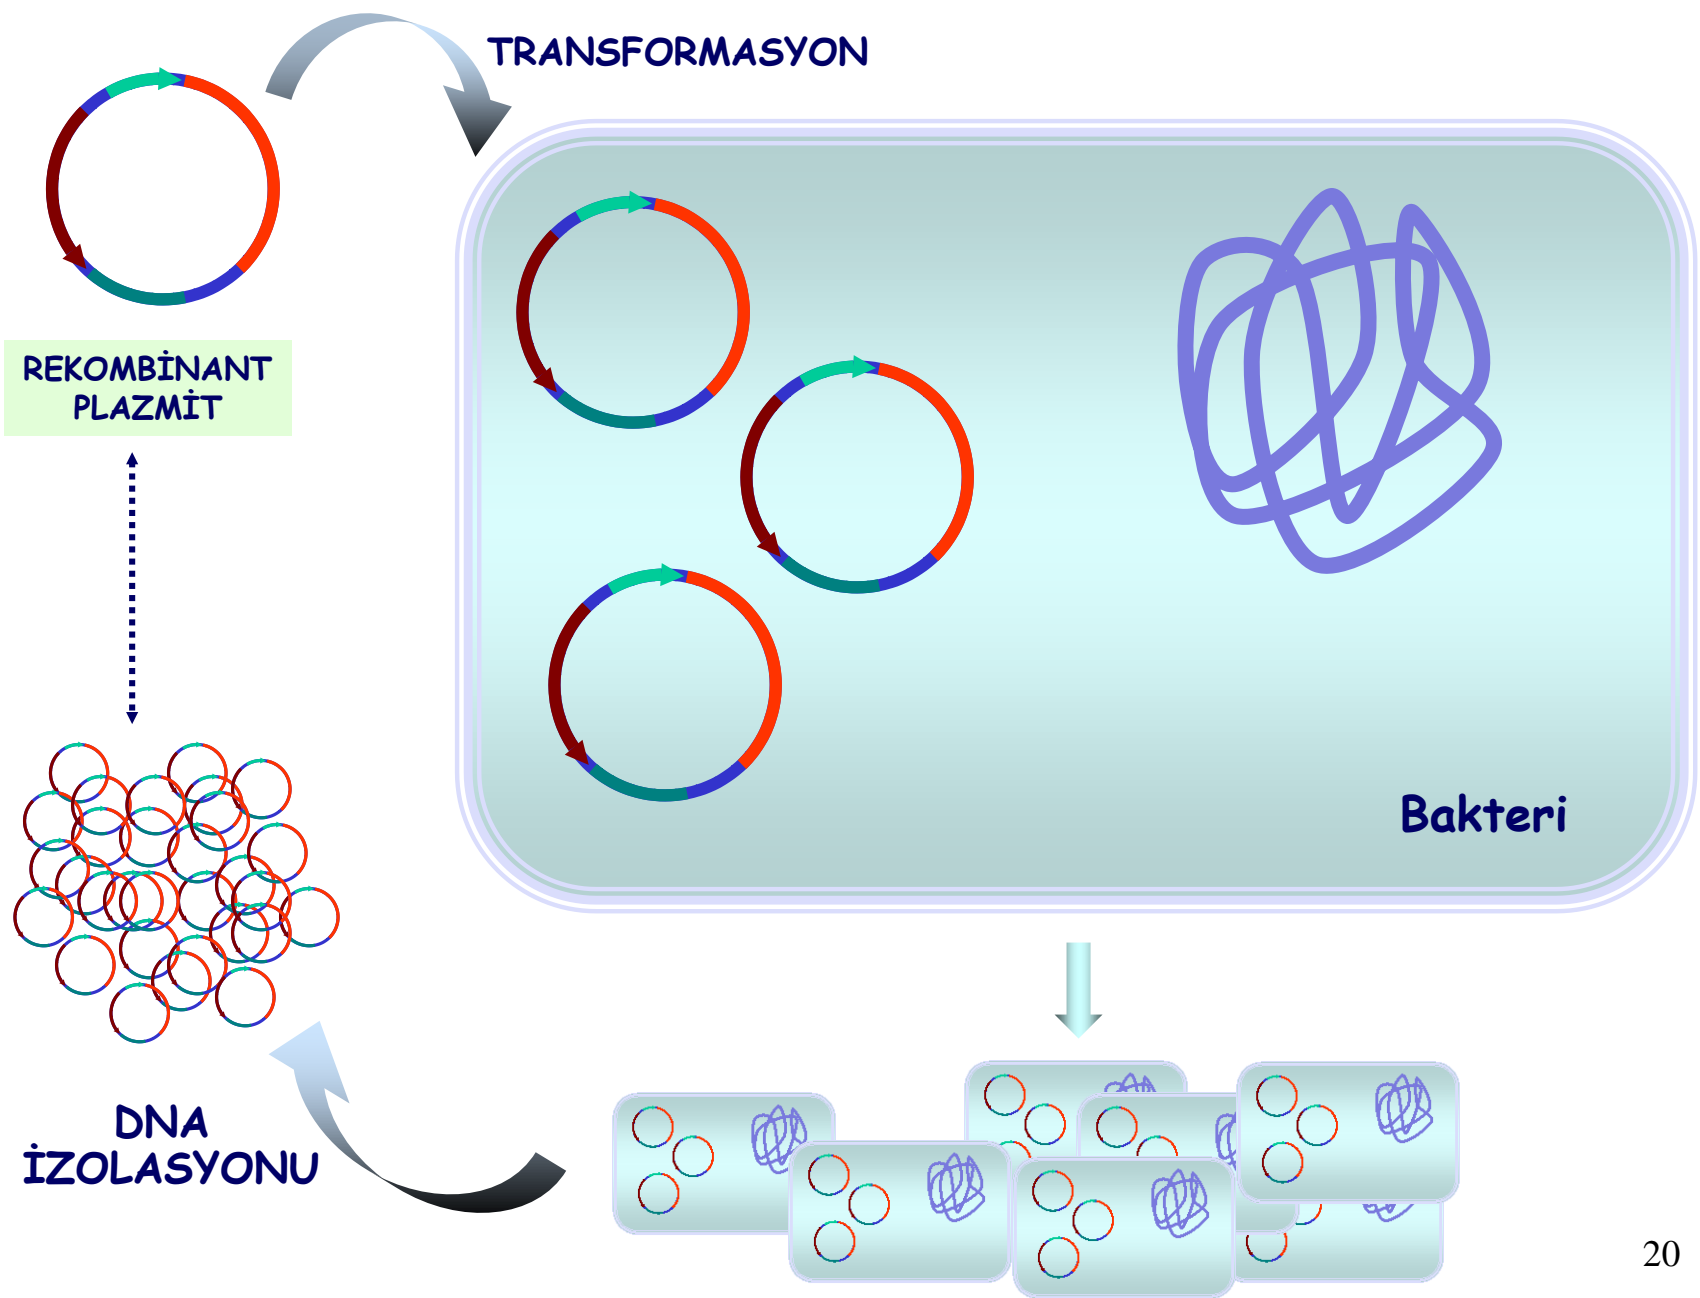 TRANSFORMASYON
REKOMBİNANT
PLAZMİT
Bakteri
DNA
İZOLASYONU
20